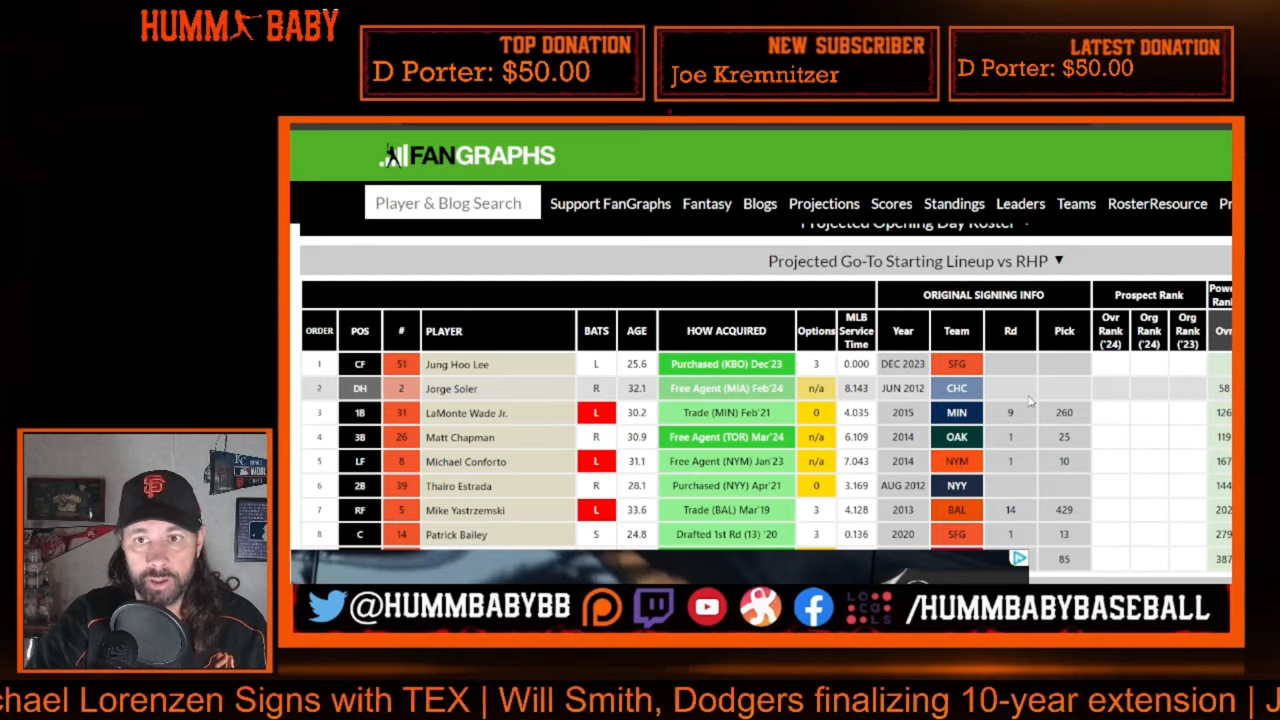 HUMM BABY
TOP DONATION
D Porter: $50.00
NEW SUBSCRIBER
Joe Kremnitzer
LATEST DONATION
D Porter: $50.00
FANGRAPHS
Player & Blog Search Support FanGraphs Fantasy Blogs Projections Scores Standings Leaders Teams RosterResource Pr
Projected Opening Day Roster
Projected Go-To Starting Lineup vs RHP ▼
ORIGINAL SIGNING INFO Prospect Rank Powe Ran
ORDER POS # PLAYER BATS AGE HOW ACQUIRED Options MLB Service Time Year Team Rd Pick Ovr Rank ('24) Org Rank ('24) Org Rank ('23) Ovr
1 CF 51 Jung Hoo Lee L 25.6 Purchased (KBO) Dec'23 3 0.000 DEC 2023 SFG
2 DH 2 Jorge Soler R 32.1 Free Agent (MIA) Feb'24 n/a 8.143 JUN 2012 CHC 58
3 1B 31 LaMonte Wade Jr. L 30.2 Trade (MIN) Feb'21 0 4.035 2015 MIN 9 260 126
4 3B 26 Matt Chapman R 30.9 Free Agent (TOR) Mar'24 n/a 6.109 2014 OAK 1 25 119
5 LF 8 Michael Conforto L 31.1 Free Agent (NYM) Jan'23 n/a 7.043 2014 NYM 1 10 167
6 2B 39 Thairo Estrada R 28.1 Purchased (NYY) Apr'21 0 3.169 AUG 2012 NYY 144
7 RF 5 Mike Yastrzemski L 33.6 Trade (BAL) Mar'19 3 4.128 2013 BAL 14 429 202
8 C 14 Patrick Bailey S 24.8 Drafted 1st Rd (13) '20 3 0.136 2020 SFG 1 13 279
85 387
@HUMMBABYBB LOCALS /HUMMBABYBASEBALL
chael Lorenzen Signs with TEX | Will Smith, Dodgers finalizing 10-year extension | J